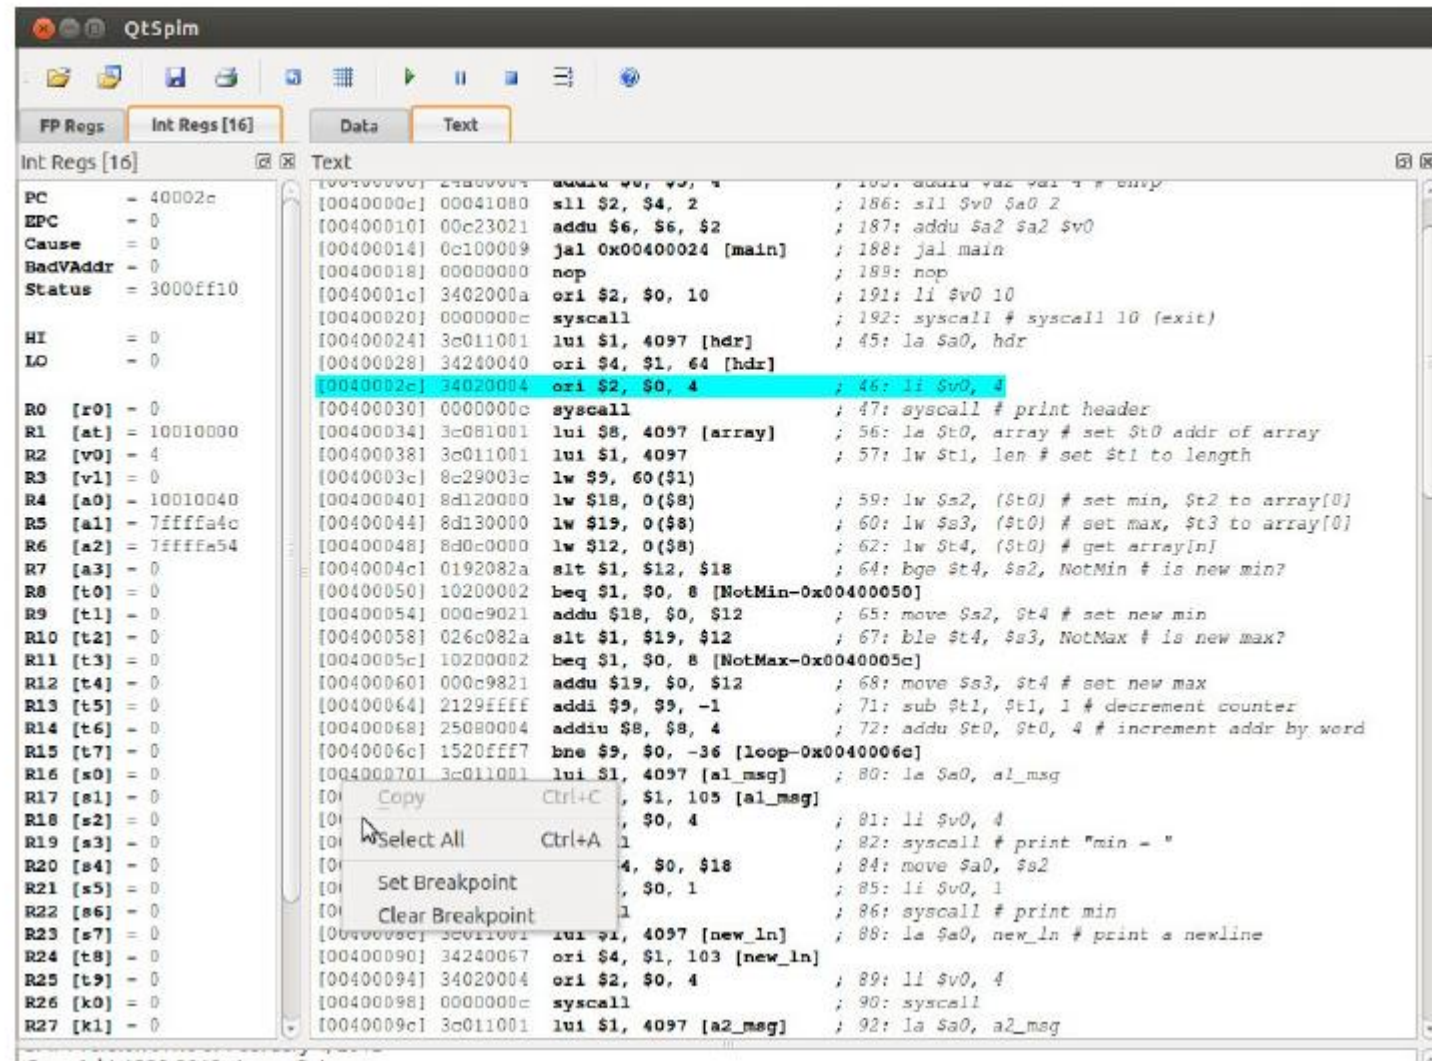 QtSpim
FP Regs
Int Regs [16]
Data
Text
Int Regs [16]
PC = 40002c
EPC = 0
Cause = 0
BadVAddr = 0
Status = 3000ff10
HI = 0
LO = 0
R0 [r0] = 0
R1 [at] = 10010000
R2 [v0] = 4
R3 [v1] = 0
R4 [a0] = 10010040
R5 [a1] = 7ffffa4c
R6 [a2] = 7ffffa54
R7 [a3] = 0
R8 [t0] = 0
R9 [t1] = 0
R10 [t2] = 0
R11 [t3] = 0
R12 [t4] = 0
R13 [t5] = 0
R14 [t6] = 0
R15 [t7] = 0
R16 [s0] = 0
R17 [s1] = 0
R18 [s2] = 0
R19 [s3] = 0
R20 [s4] = 0
R21 [s5] = 0
R22 [s6] = 0
R23 [s7] = 0
R24 [t8] = 0
R25 [t9] = 0
R26 [k0] = 0
R27 [k1] = 0
Text
[0040000c] 00041080 sll $2, $4, 2 ; 186: sll $v0 $a0 2
[00400010] 00c23021 addu $6, $6, $2 ; 187: addu $a2 $a2 $v0
[00400014] 0c100009 jal 0x00400024 [main] ; 188: jal main
[00400018] 00000000 nop ; 189: nop
[0040001c] 3402000a ori $2, $0, 10 ; 191: li $v0 10
[00400020] 0000000c syscall ; 192: syscall # syscall 10 (exit)
[00400024] 3c011001 lui $1, 4097 [hdr] ; 45: la $a0, hdr
[00400028] 34240040 ori $4, $1, 64 [hdr]
[0040002c] 34020004 ori $2, $0, 4 ; 46: li $v0, 4
[00400030] 0000000c syscall ; 47: syscall # print header
[00400034] 3c081001 lui $8, 4097 [array] ; 56: la $t0, array # set $t0 addr of array
[00400038] 3c011001 lui $1, 4097 ; 57: lw $t1, len # set $t1 to length
[0040003c] 8c29003c lw $9, 60($1)
[00400040] 8d120000 lw $18, 0($8) ; 59: lw $s2, ($t0) # set min, $t2 to array[0]
[00400044] 8d130000 lw $19, 0($8) ; 60: lw $s3, ($t0) # set max, $t3 to array[0]
[00400048] 8d0c0000 lw $12, 0($8) ; 62: lw $t4, ($t0) # get array[n]
[0040004c] 0192082a slt $1, $12, $18 ; 64: bge $t4, $s2, NotMin # is new min?
[00400050] 10200002 beq $1, $0, 8 [NotMin-0x00400050]
[00400054] 000c9021 addu $18, $0, $12 ; 65: move $s2, $t4 # set new min
[00400058] 026c082a slt $1, $19, $12 ; 67: ble $t4, $s3, NotMax # is new max?
[0040005c] 10200002 beq $1, $0, 8 [NotMax-0x0040005c]
[00400060] 000c9821 addu $19, $0, $12 ; 68: move $s3, $t4 # set new max
[00400064] 2129ffff addi $9, $9, -1 ; 71: sub $t1, $t1, 1 # decrement counter
[00400068] 25080004 addiu $8, $8, 4 ; 72: addu $t0, $t0, 4 # increment addr by word
[0040006c] 1520fff7 bne $9, $0, -36 [loop-0x0040006c]
[00400070] 3c011001 lui $1, 4097 [a1_msg] ; 80: la $a0, a1_msg
$1, 105 [a1_msg]
$0, 4 ; 81: li $v0, 4
; 82: syscall # print "min = "
4, $0, $18 ; 84: move $a0, $s2
$0, 1 ; 85: li $v0, 1
; 86: syscall # print min
[0040008c] 3c011001 lui $1, 4097 [new_ln] ; 88: la $a0, new_ln # print a newline
[00400090] 34240067 ori $4, $1, 103 [new_ln]
[00400094] 34020004 ori $2, $0, 4 ; 89: li $v0, 4
[00400098] 0000000c syscall ; 90: syscall
[0040009c] 3c011001 lui $1, 4097 [a2_msg] ; 92: la $a0, a2_msg
Copy Ctrl+C
Select All Ctrl+A
Set Breakpoint
Clear Breakpoint